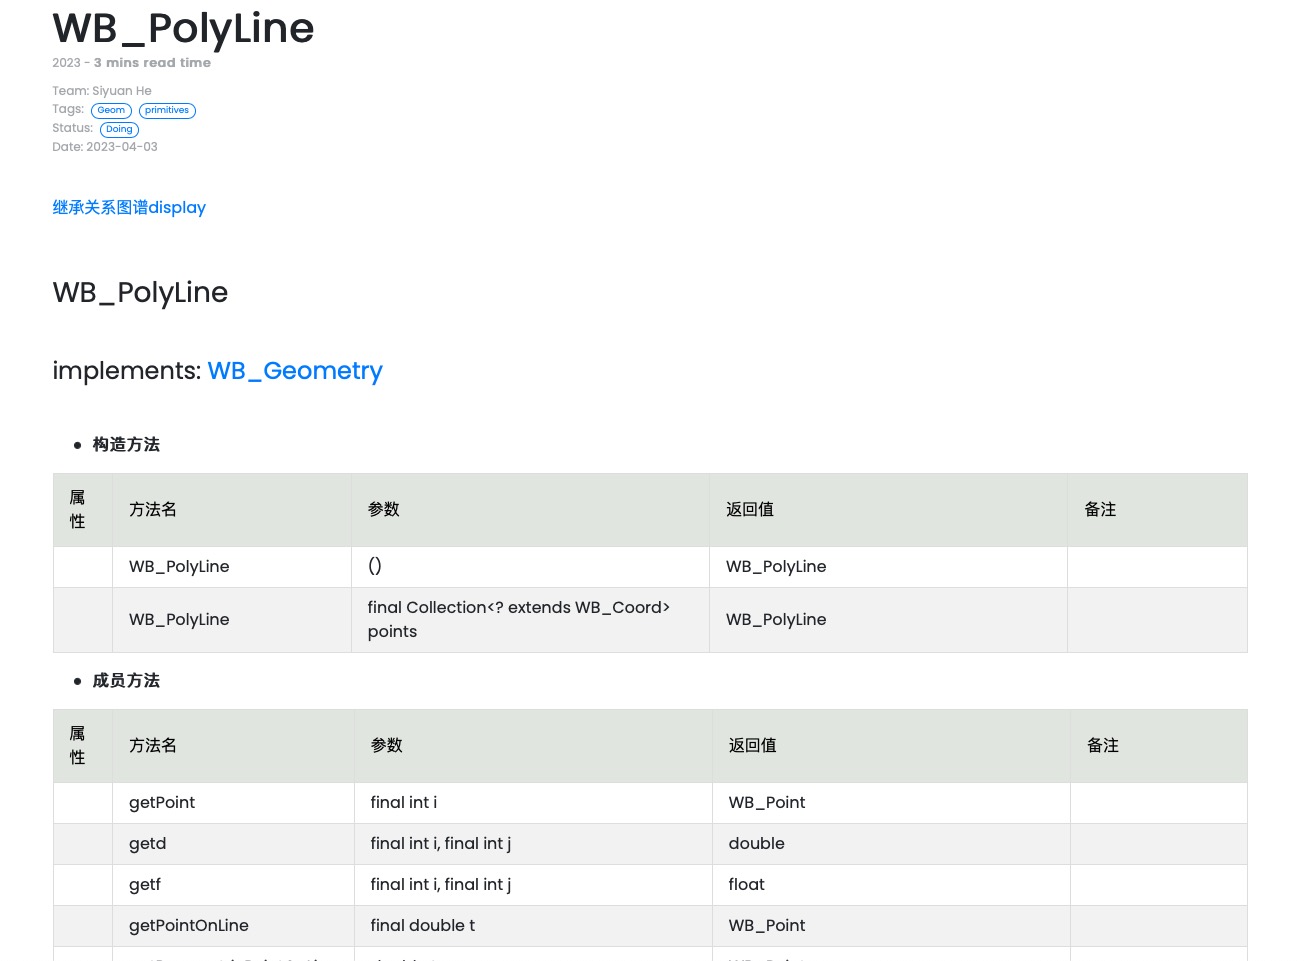 WB_PolyLine
2023 - 3 mins read time
Team: Siyuan He
Tags: Geom primitives
Status: Doing
Date: 2023-04-03
继承关系图谱display
WB_PolyLine
implements: WB_Geometry
• 构造方法
属性 方法名 参数 返回值 备注
WB_PolyLine () WB_PolyLine
WB_PolyLine final Collection<? extends WB_Coord> points WB_PolyLine
• 成员方法
属性 方法名 参数 返回值 备注
getPoint final int i WB_Point
getd final int i, final int j double
getf final int i, final int j float
getPointOnLine final double t WB_Point